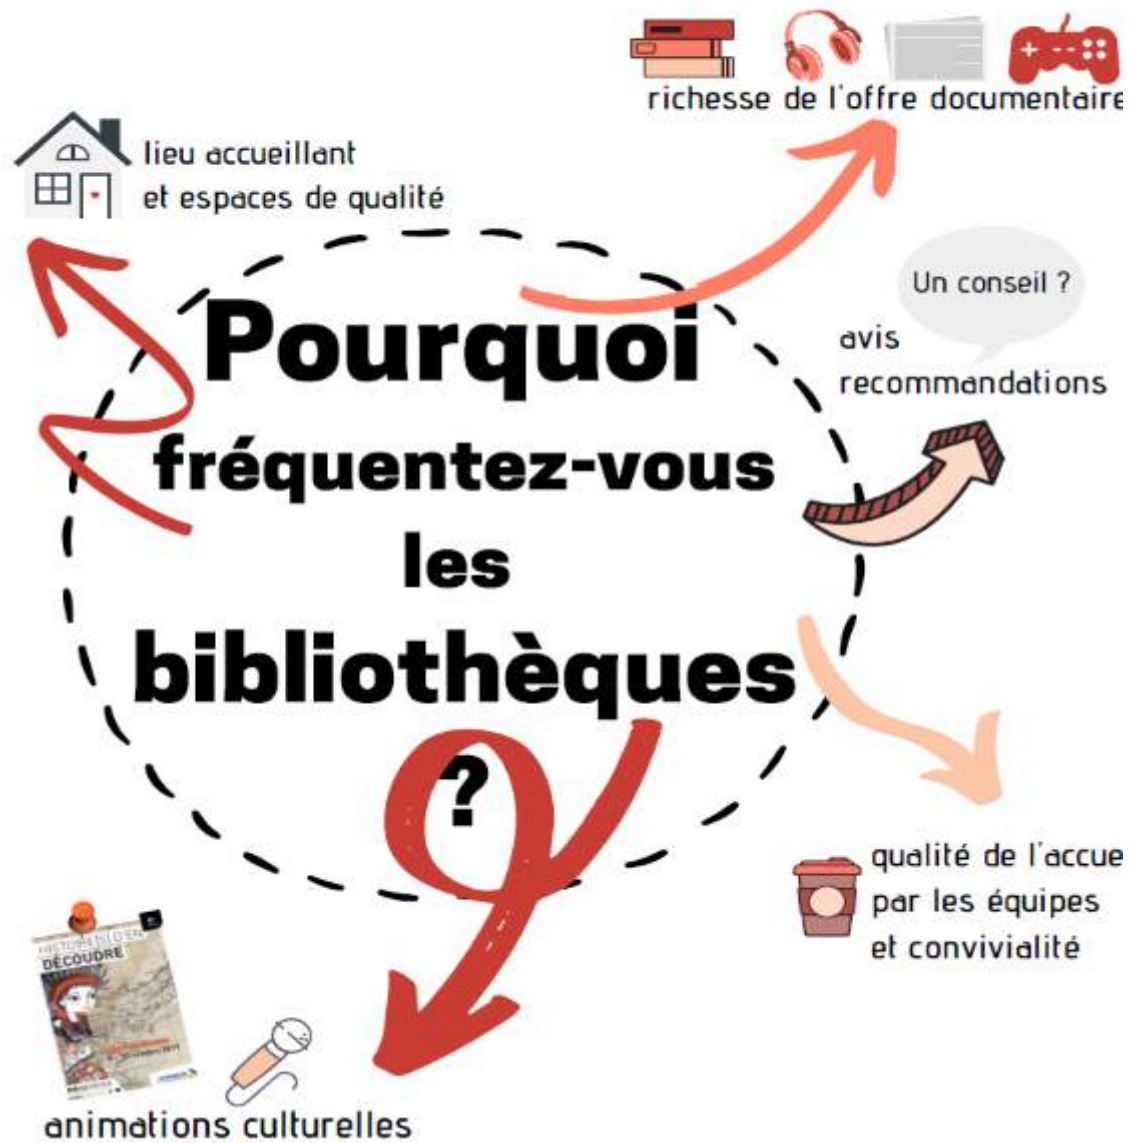 richesse de l'offre documentaire
lieu accueillant
et espaces de qualité
Un conseil ?
avis
recommandations
Pourquoi
fréquentez-vous
les
bibliothèques
?
qualité de l'accue
par les équipes
et convivialité
D'EN
DÉCOUDRE
animations culturelles